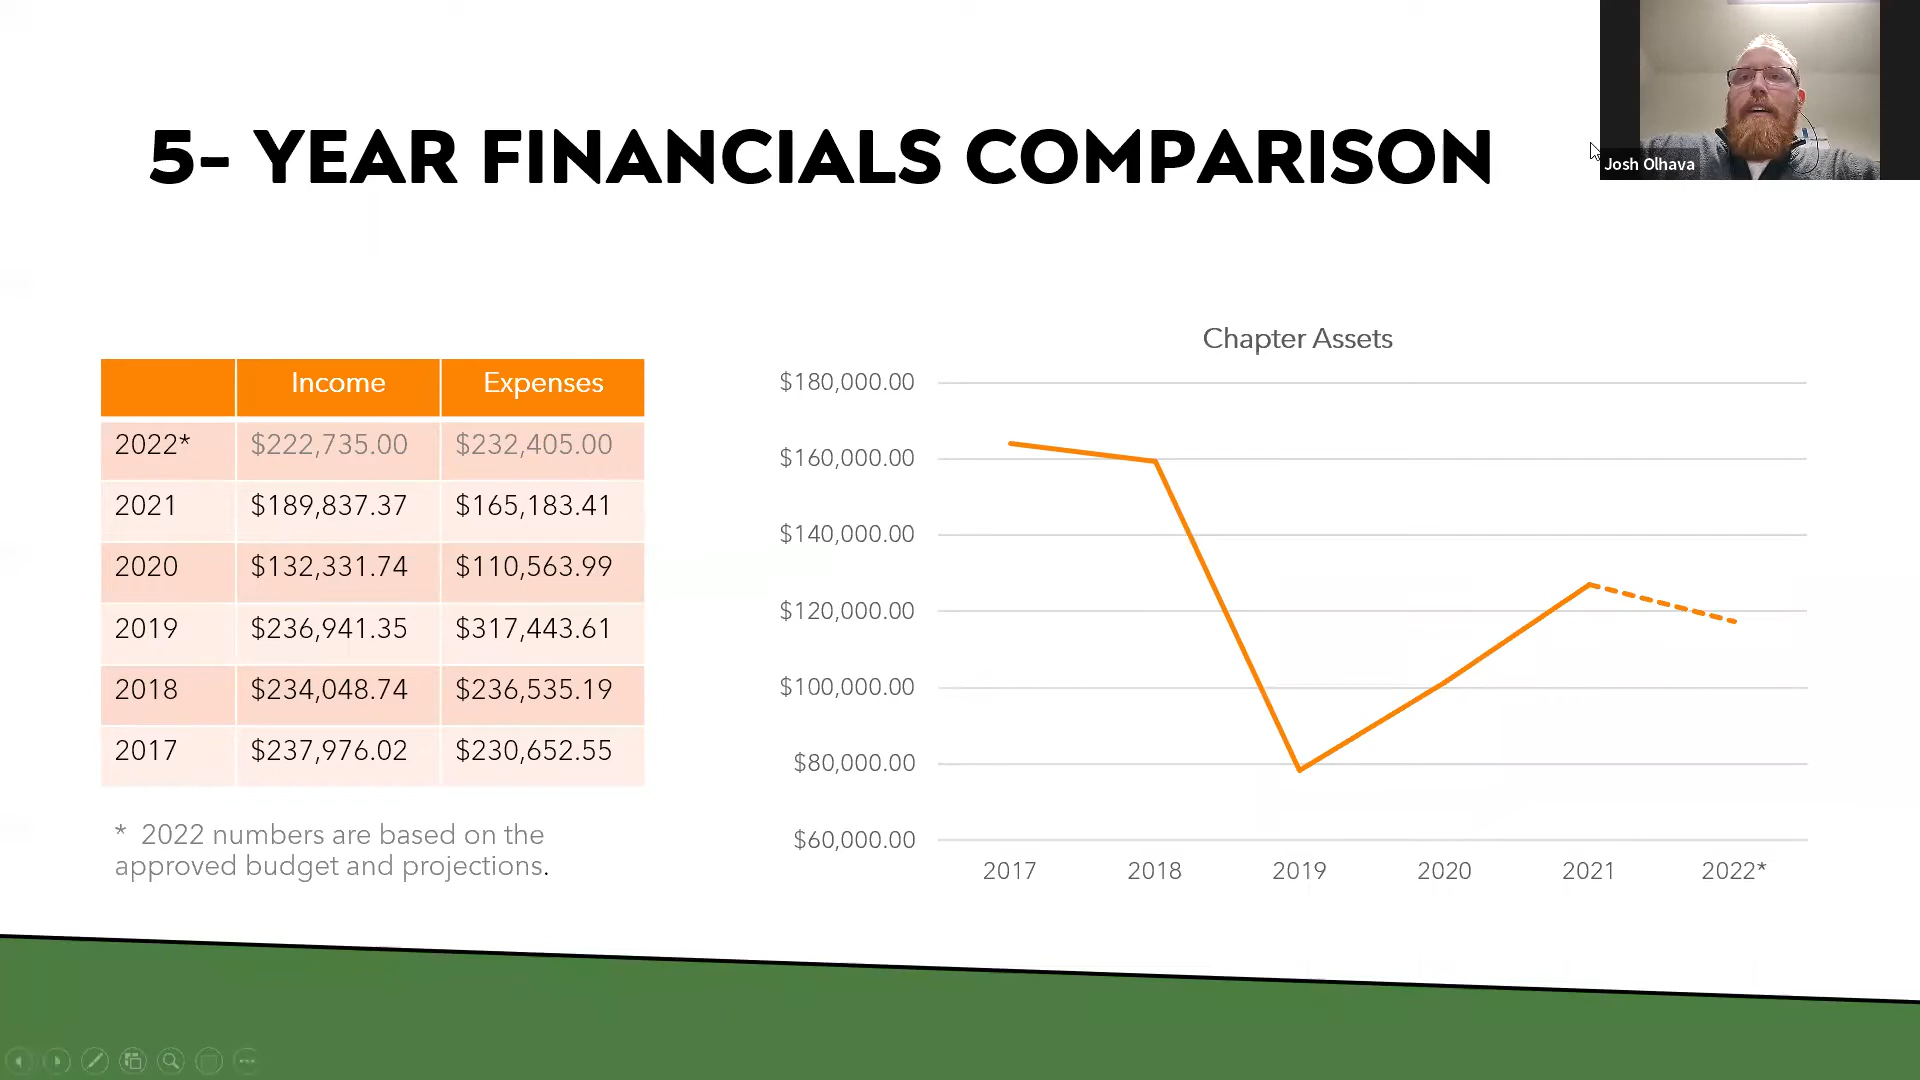 5- YEAR FINANCIALS COMPARISON
Josh Olhava
Income Expenses
2022* $222,735.00 $232,405.00
2021 $189,837.37 $165,183.41
2020 $132,331.74 $110,563.99
2019 $236,941.35 $317,443.61
2018 $234,048.74 $236,535.19
2017 $237,976.02 $230,652.55
* 2022 numbers are based on the
approved budget and projections.
Chapter Assets
$180,000.00
$160,000.00
$140,000.00
$120,000.00
$100,000.00
$80,000.00
$60,000.00
2017 2018 2019 2020 2021 2022*